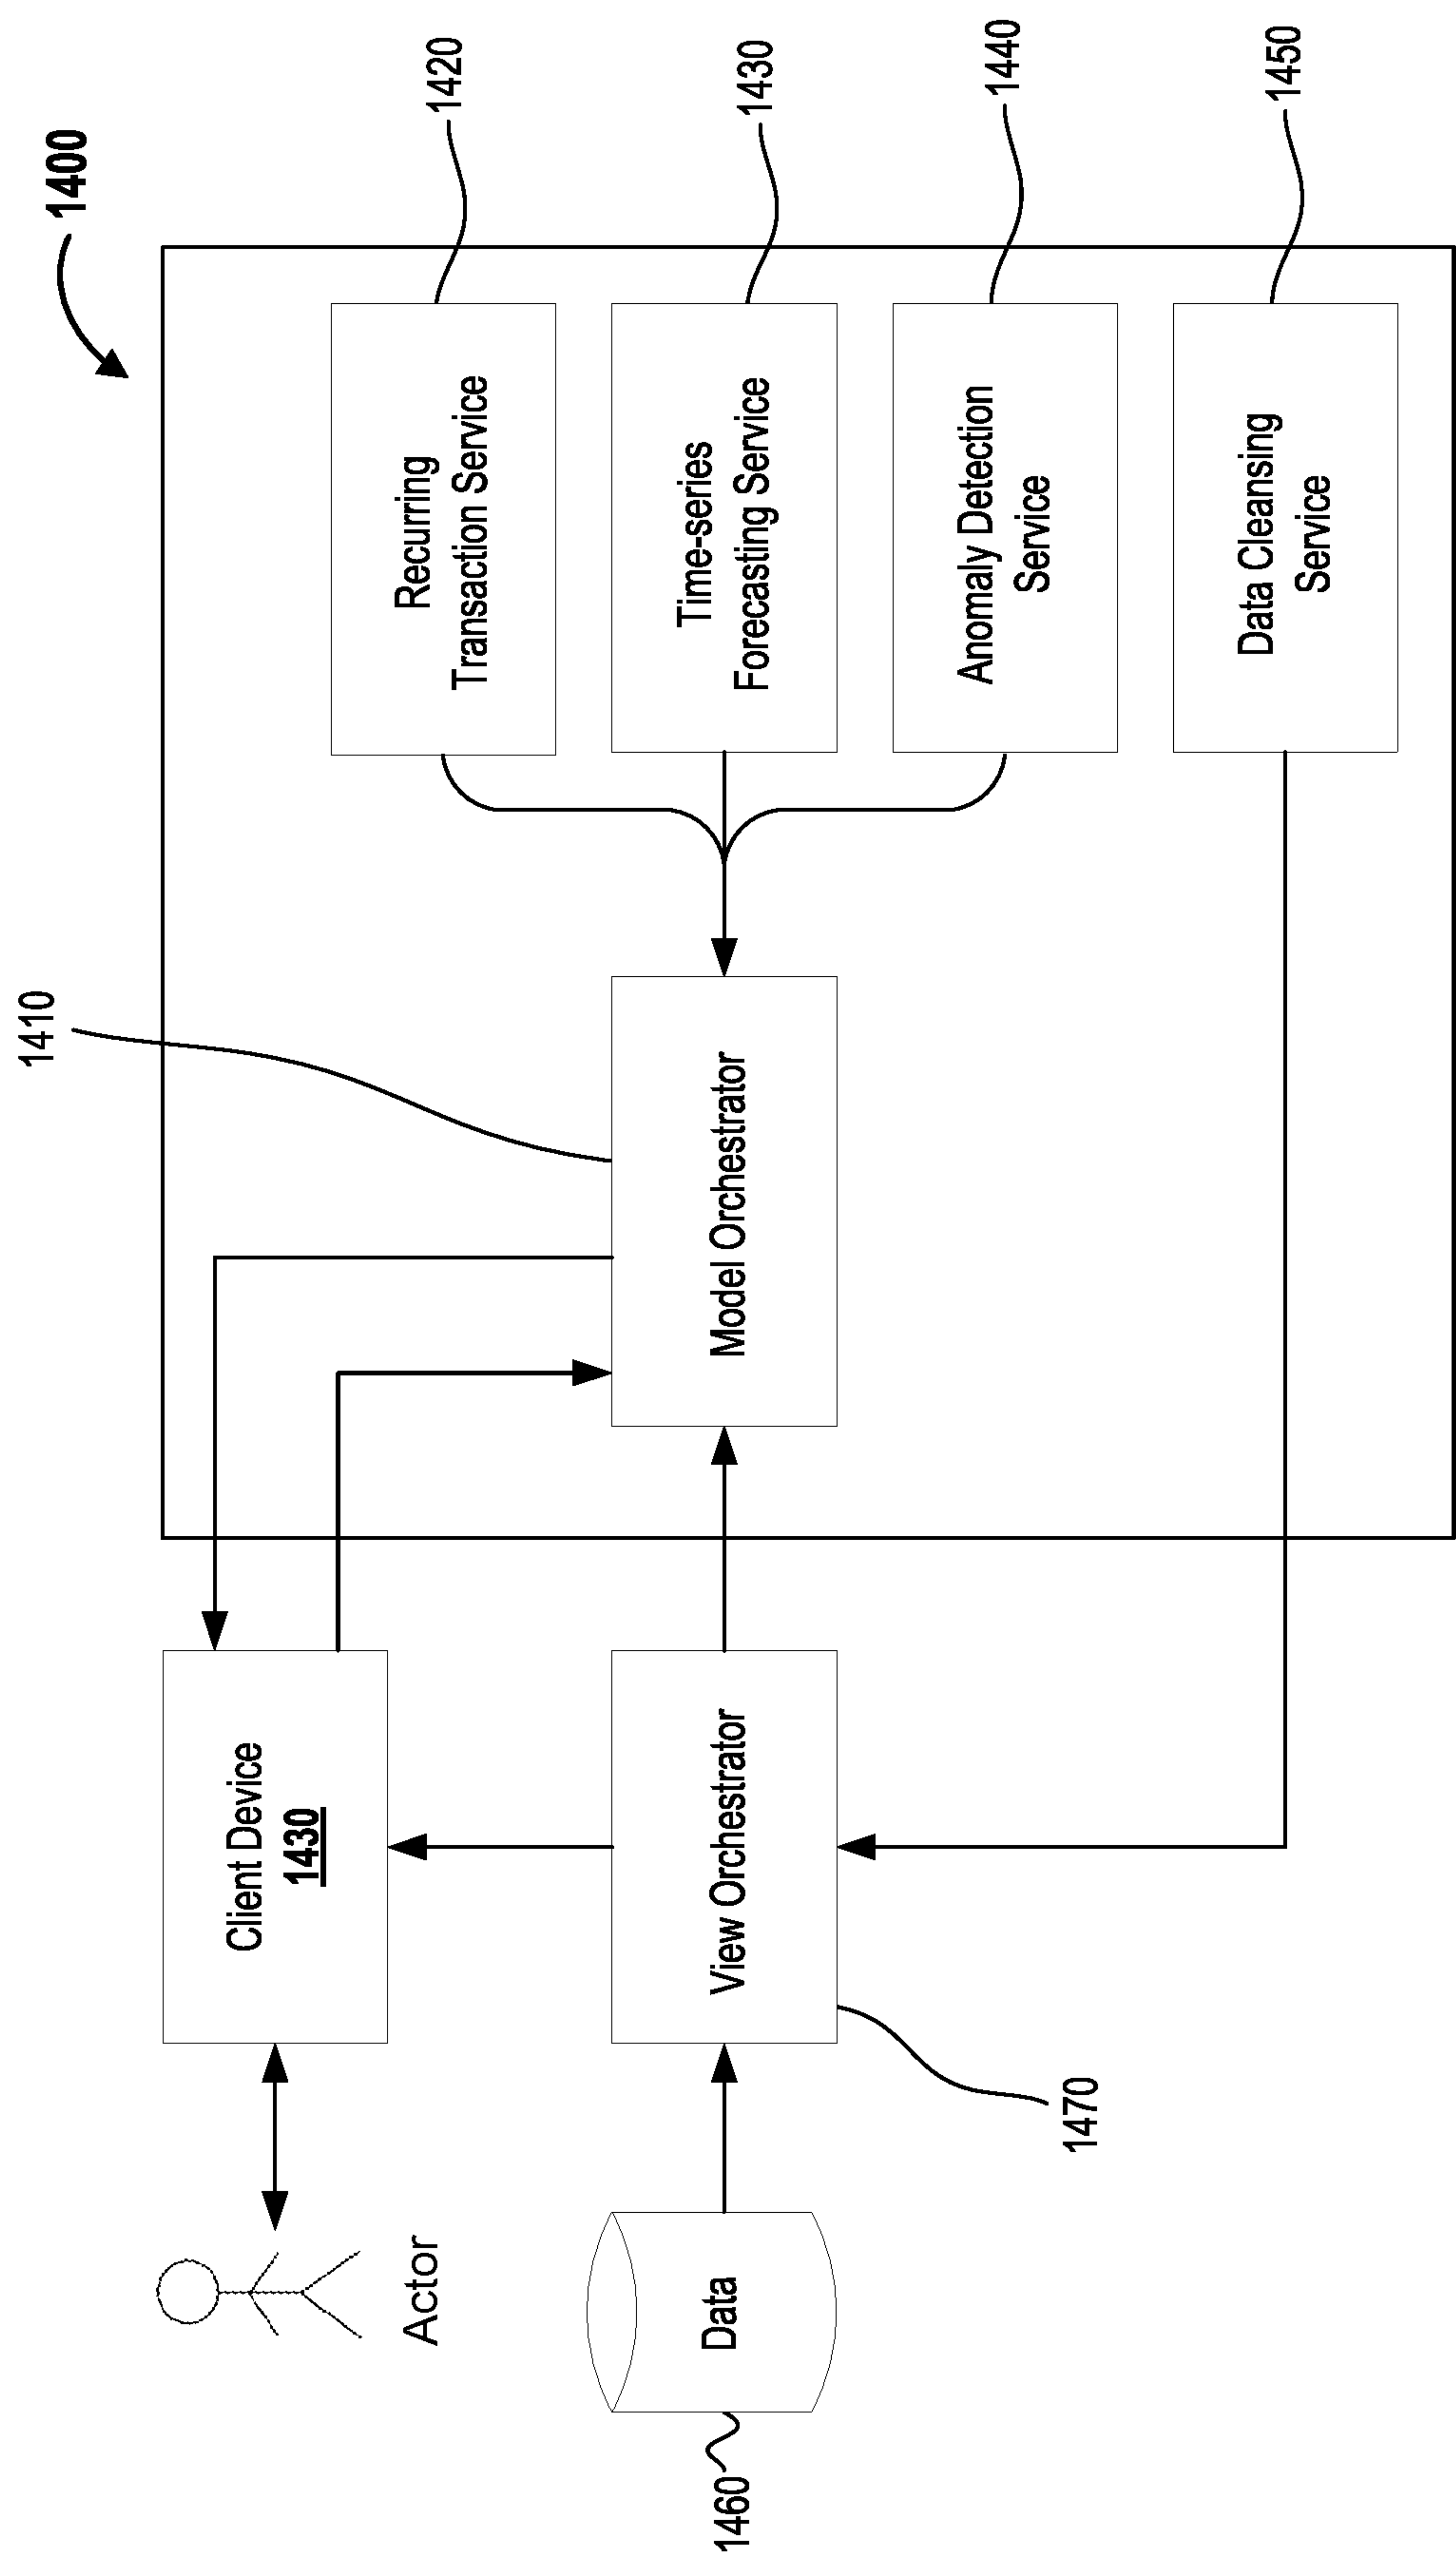 1400
1410
1420
Recurring
Transaction Service
1430
Time-series
Forecasting Service
1440
Anomaly Detection
Service
1450
Data Cleansing
Service
Model Orchestrator
Client Device
1430
View Orchestrator
1470
Actor
Data
1460